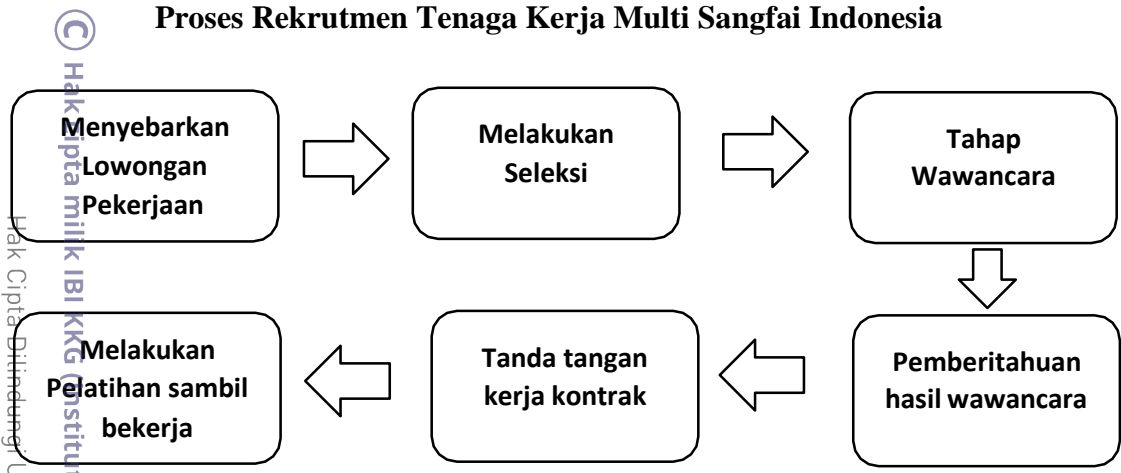 Proses Rekrutmen Tenaga Kerja Multi Sangfai Indonesia
Menyebarkan
Lowongan
Pekerjaan
Melakukan
Seleksi
Tahap
Wawancara
Pemberitahuan
hasil wawancara
Tanda tangan
kerja kontrak
Melakukan
Pelatihan sambil
bekerja
© Hak cipta milik IBI KKG (Institut
Hak Cipta Dilindungi U